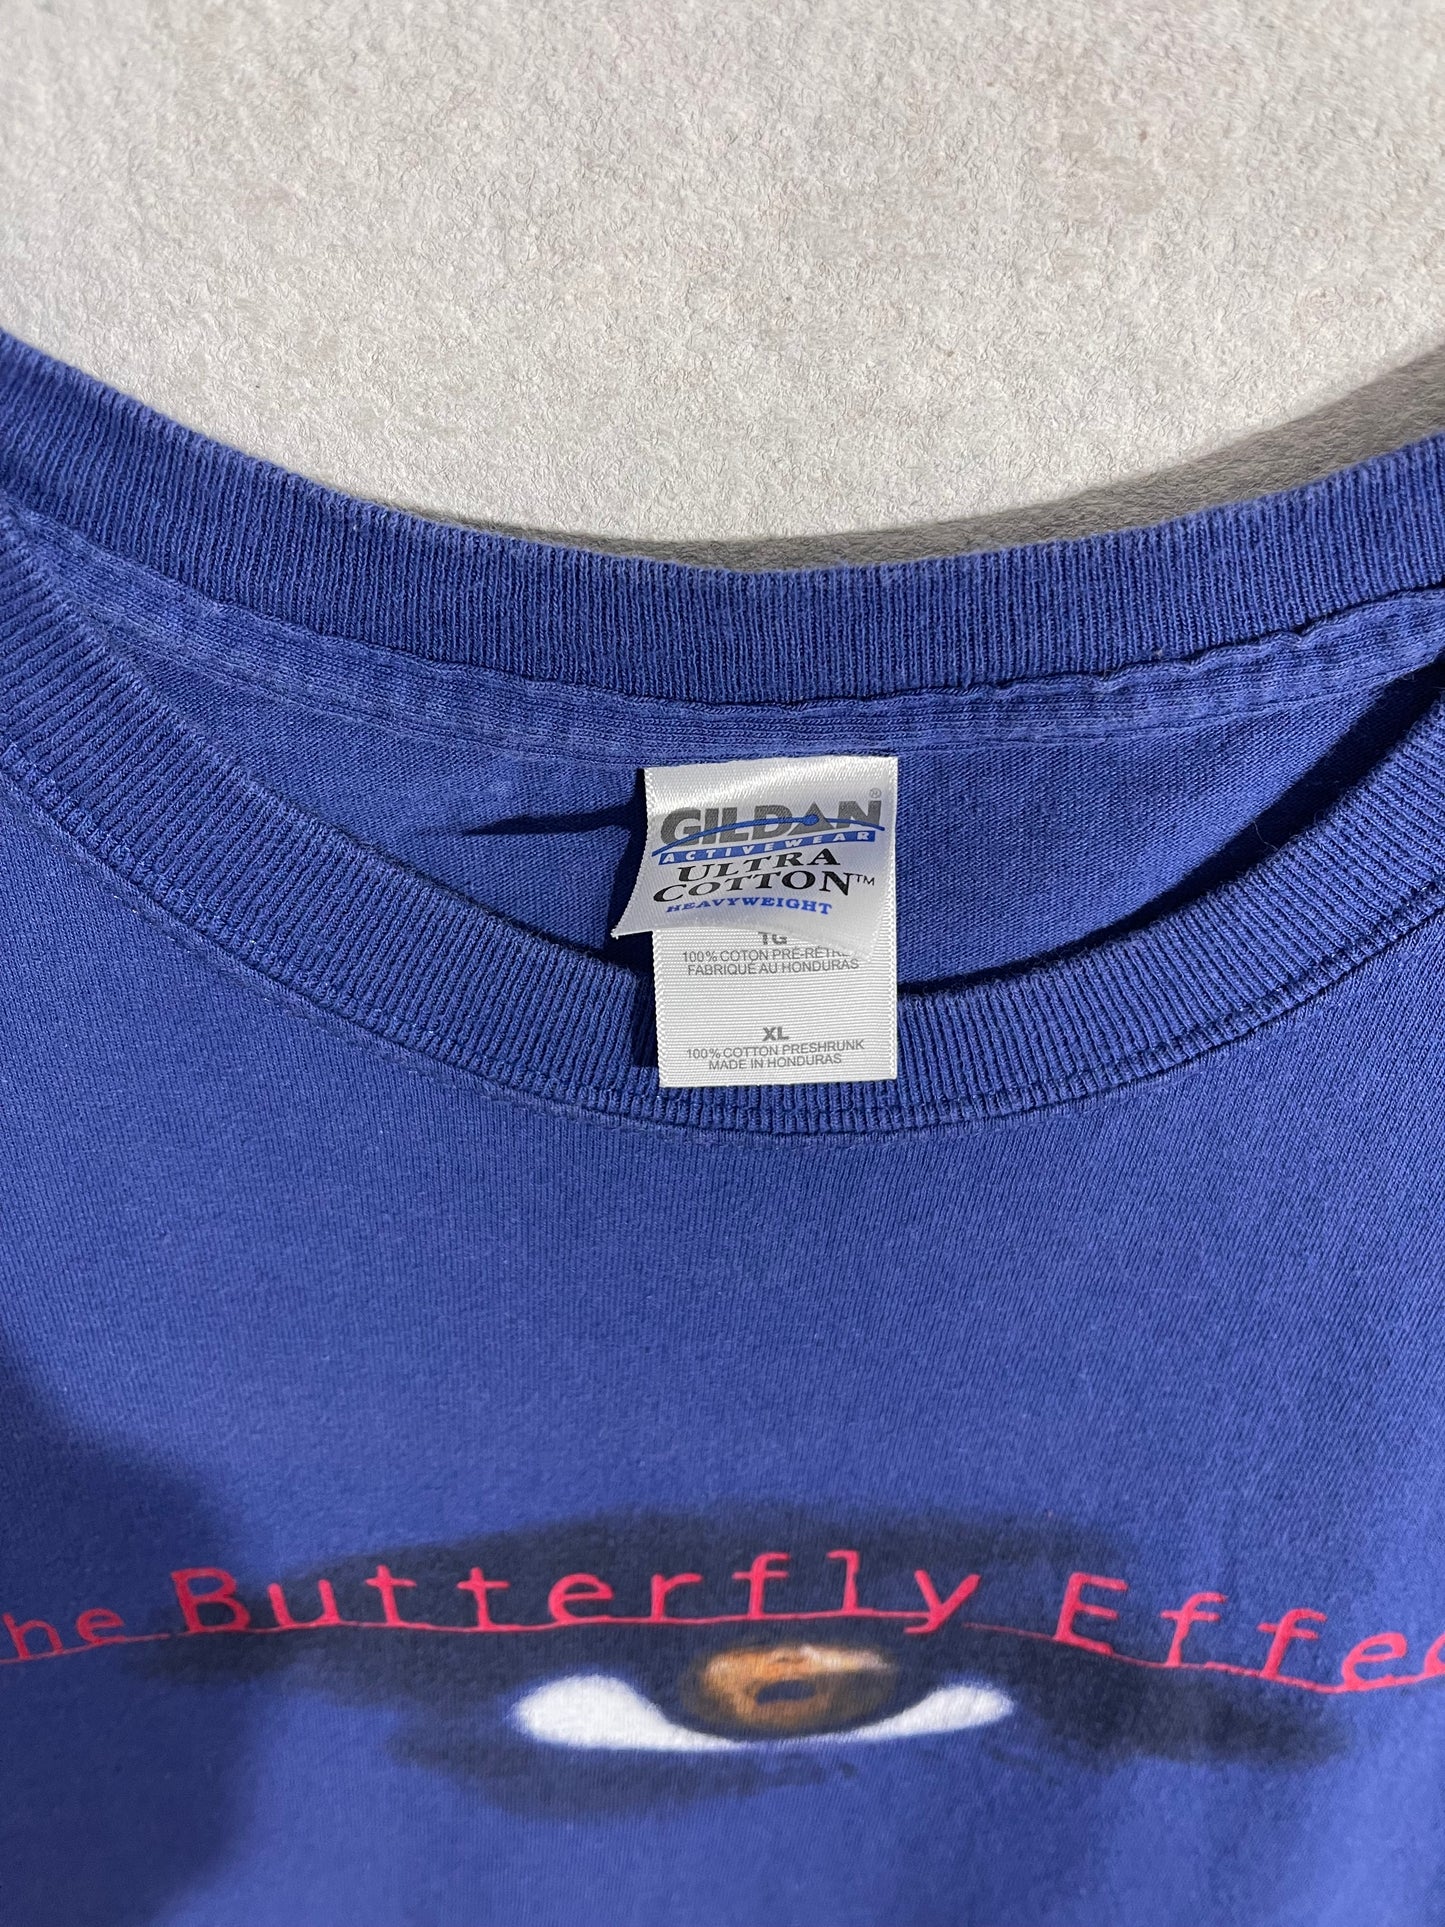 GILDAN®
ACTIVEWEAR
ULTRA
COTTON™
HEAVYWEIGHT
TG
100% COTON PRÉ-RÉTR
FABRIQUÉ AU HONDURAS
XL
100% COTTON PRESHRUNK
MADE IN HONDURAS
he Butterfly Effec